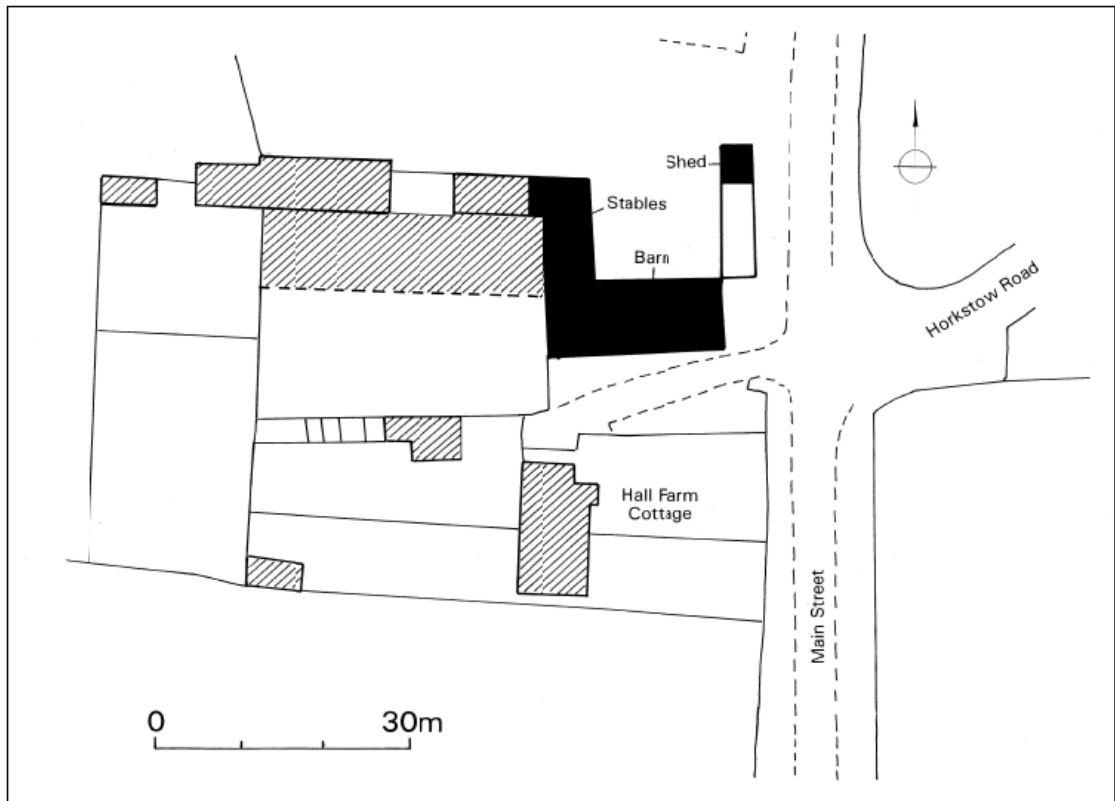 Shed
Stables
Barn
Horkstow Road
Hall Farm
Cottage
Main Street
0 30m